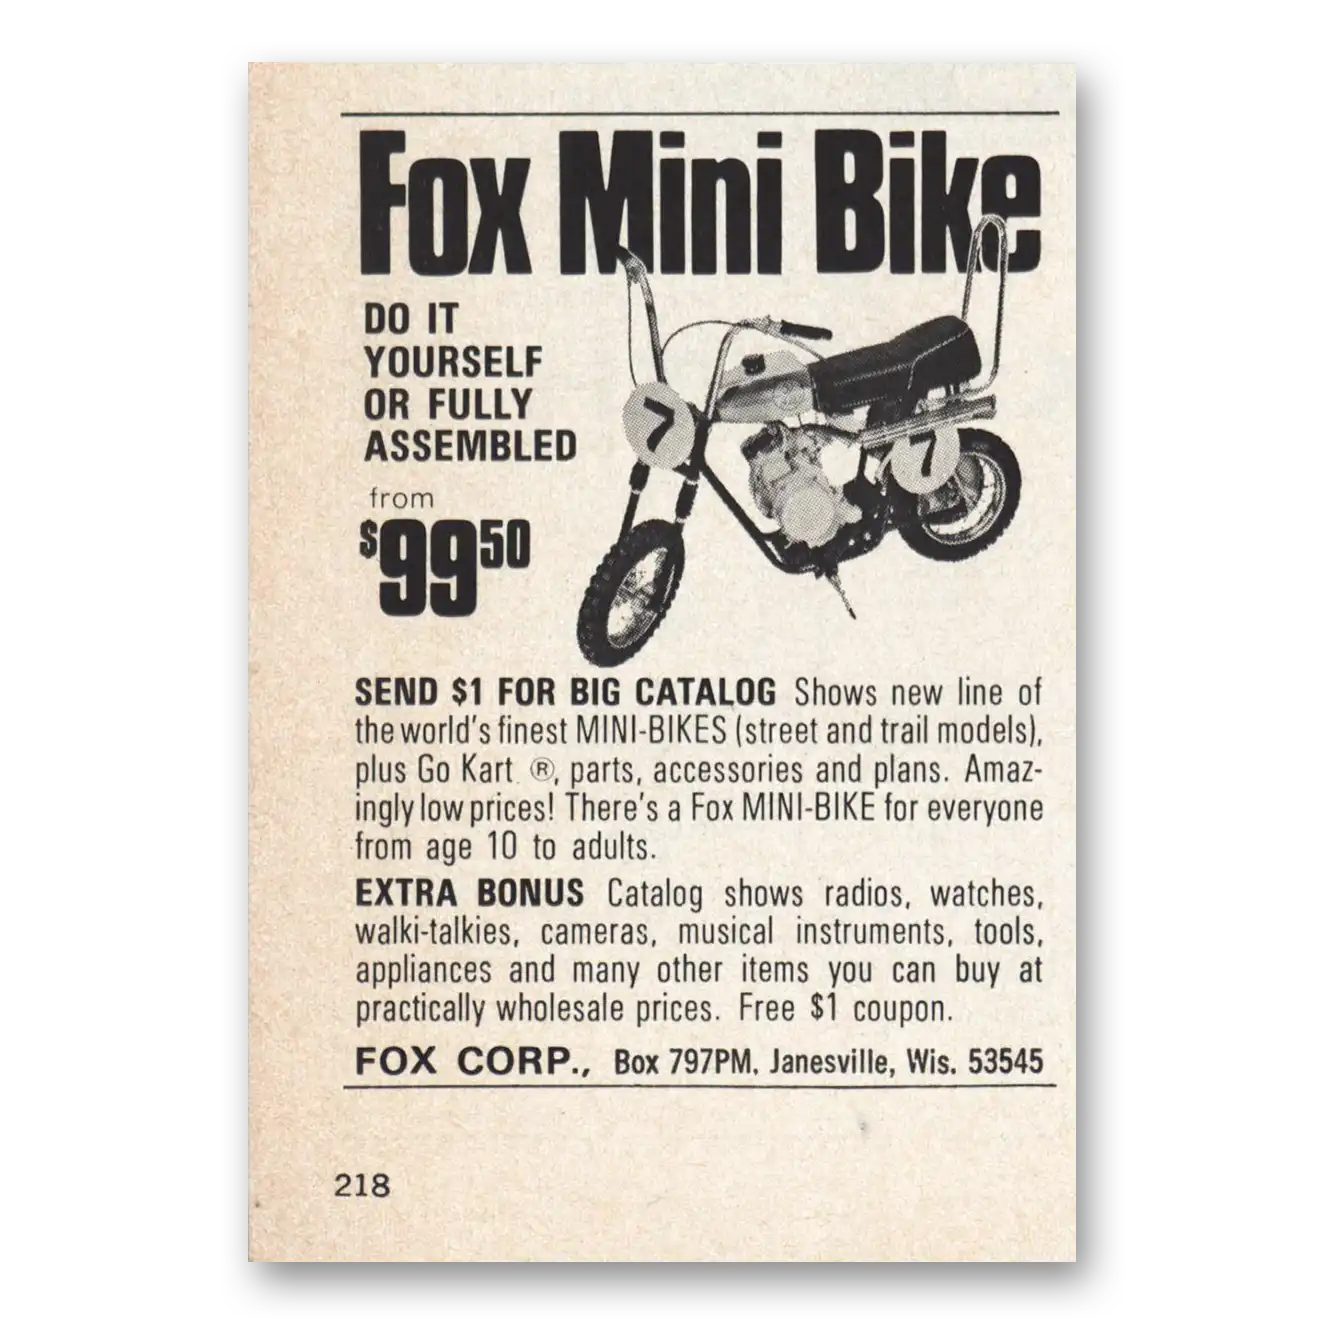 Fox Mini Bike
DO IT
YOURSELF
OR FULLY
ASSEMBLED
from
$9950
7
7
SEND $1 FOR BIG CATALOG Shows new line of
the world's finest MINI-BIKES (street and trail models),
plus Go Kart ®, parts, accessories and plans. Amaz-
ingly low prices! There's a Fox MINI-BIKE for everyone
from age 10 to adults.
EXTRA BONUS Catalog shows radios, watches,
walki-talkies, cameras, musical instruments, tools,
appliances and many other items you can buy at
practically wholesale prices. Free $1 coupon.
FOX CORP., Box 797PM, Janesville, Wis. 53545
218